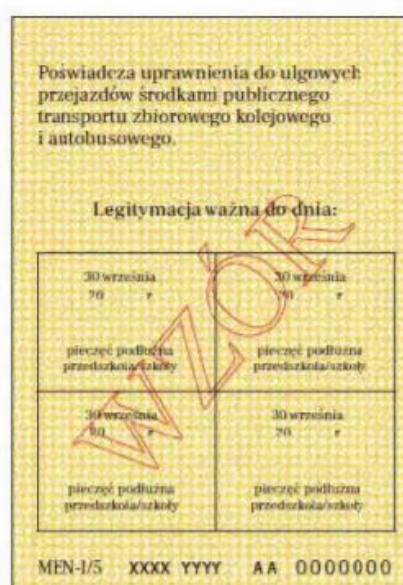 Poświadcza uprawnienia do ulgowych
przejazdów środkami publicznego
transportu zbiorowego kolejowego
i autobusowego.
Legitymacja ważna do dnia:
30 września
20 r
pieczęć podłużna
przedszkola/szkoły
30 września
20 r
pieczęć podłużna
przedszkola/szkoły
30 września
20 r
pieczęć podłużna
przedszkola/szkoły
30 września
20 r
pieczęć podłużna
przedszkola/szkoły
WZÓR
MEN-I/5 XXXX YYYY AA 0000000